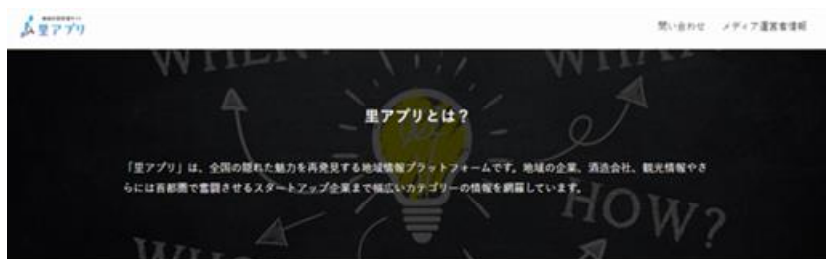 里アプリ
問い合わせ メディア運営者情報
WHEN?
WHAT?
里アプリとは？
「里アプリ」は、全国の隠れた魅力を再発見する地域情報プラットフォームです。地域の企業、酒造会社、観光情報やさ
らには首都圏で奮闘させるスタートアップ企業まで幅広いカテゴリーの情報を網羅しています。
HOW?